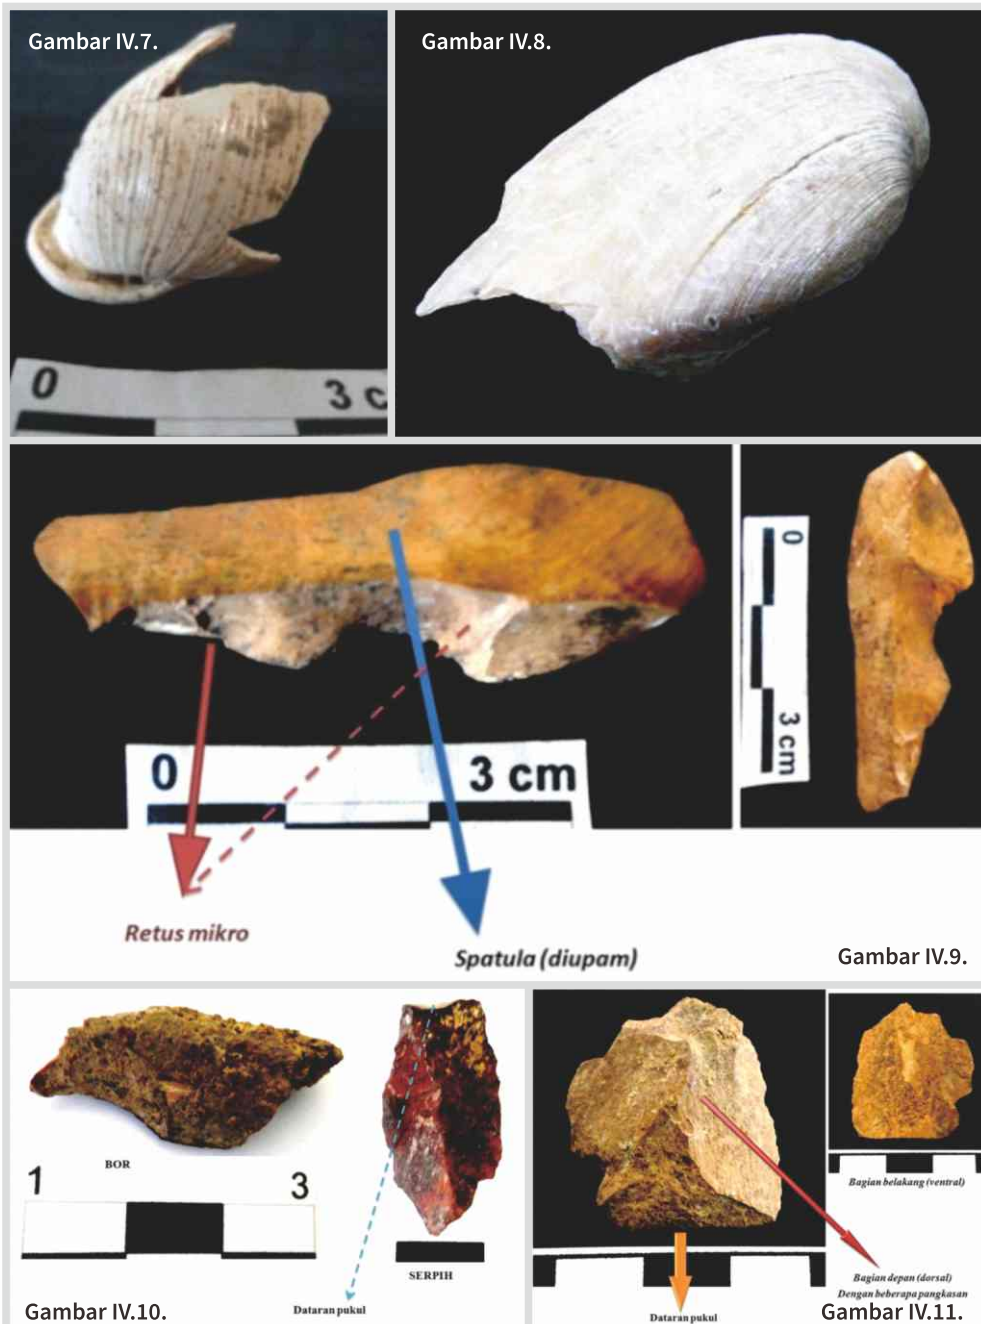 Gambar IV.7.
0
3 c
Gambar IV.8.
0
3 cm
Retus mikro
Spatula (diupam)
0
3 cm
Gambar IV.9.
BOR
1
3
SERPIH
Dataran pukul
Gambar IV.10.
Bagian belakang (ventral)
Bagian depan (dorsal)
Dengan beberapa pangkasan
Dataran pukul
Gambar IV.11.